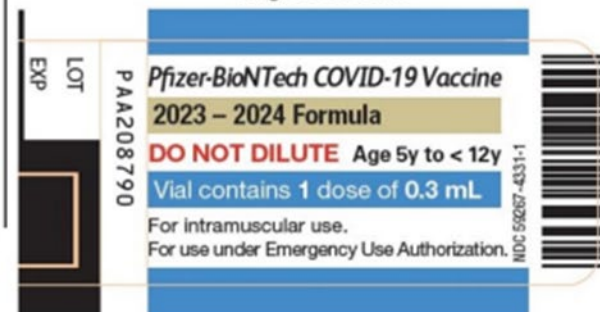 Pfizer-BioNTech COVID-19 Vaccine
2023 – 2024 Formula
DO NOT DILUTE Age 5y to < 12y
Vial contains 1 dose of 0.3 mL
For intramuscular use.
For use under Emergency Use Authorization.
LOT
EXP
PAA208790
NDC 59267-4331-1